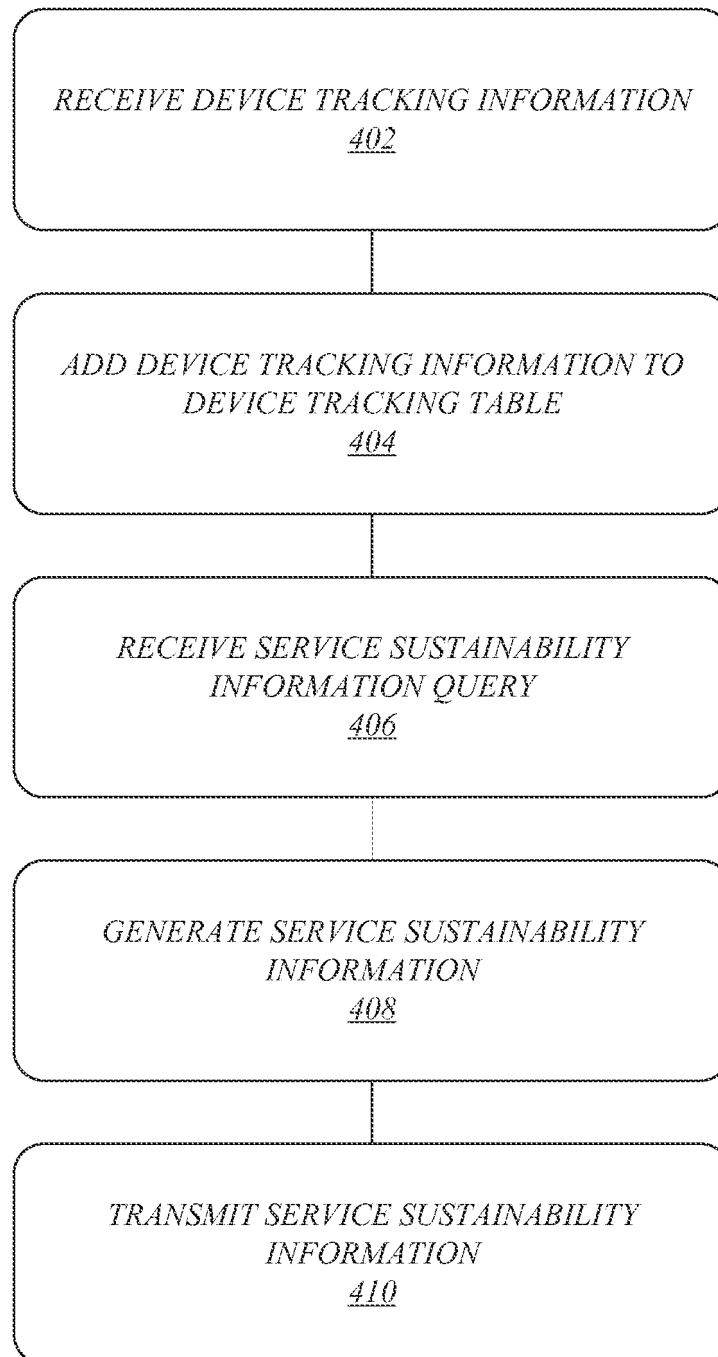 RECEIVE DEVICE TRACKING INFORMATION
402
ADD DEVICE TRACKING INFORMATION TO
DEVICE TRACKING TABLE
404
RECEIVE SERVICE SUSTAINABILITY
INFORMATION QUERY
406
GENERATE SERVICE SUSTAINABILITY
INFORMATION
408
TRANSMIT SERVICE SUSTAINABILITY
INFORMATION
410